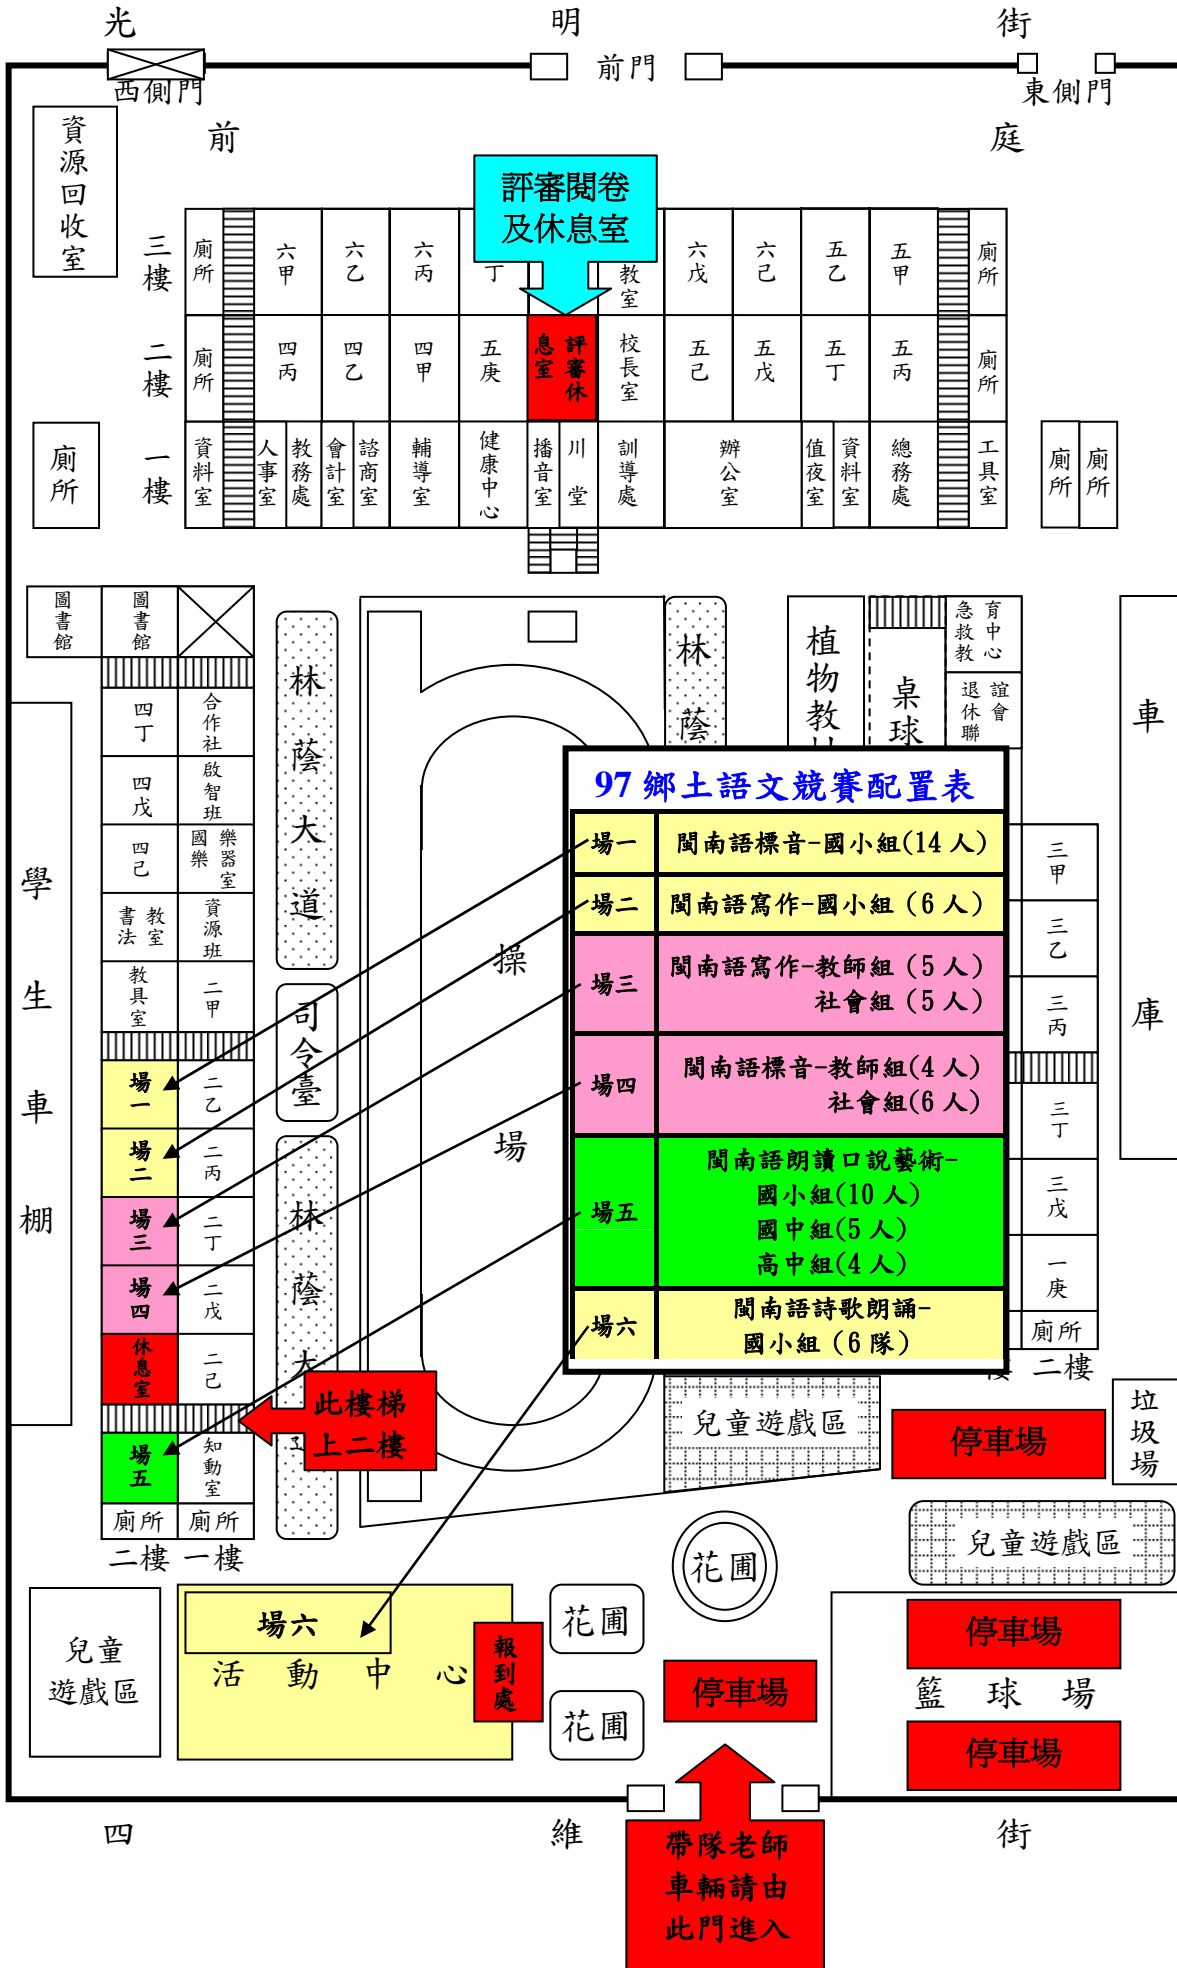 光 明 街
前門
西側門
東側門
資源回收室
前 庭
評審閱卷
及休息室
三樓
廁所
六甲
六乙
六丙
丁
教室
六戊
六己
五乙
五甲
廁所
二樓
廁所
四丙
四乙
四甲
五庚
評審休息室
校長室
五己
五戊
五丁
五丙
廁所
廁所
一樓
資料室
人事室
教務處
會計室
諮商室
輔導室
健康中心
播音室
川堂
訓導處
辦公室
值夜室
資料室
總務處
工具室
廁所
廁所
圖書館
圖書館
林蔭大道
林蔭
植物教
桌球
急救教育中心
退休聯誼會
車庫
學生車棚
四丁
合作社
四戊
啟智班
四己
國樂樂器室
書法教室
資源班
教具室
二甲
司令臺
操場
場一
二乙
場二
二丙
場三
二丁
場四
二戊
休息室
二己
場五
知動室
廁所
廁所
二樓 一樓
林蔭大
此樓梯
上二樓
97 鄉土語文競賽配置表
場一 閩南語標音-國小組(14 人)
場二 閩南語寫作-國小組（6 人）
場三 閩南語寫作-教師組（5 人）
社會組（5 人）
場四 閩南語標音-教師組(4 人)
社會組(6 人)
場五 閩南語朗讀口說藝術-
國小組(10 人)
國中組(5 人)
高中組(4 人)
場六 閩南語詩歌朗誦-
國小組（6 隊）
三甲
三乙
三丙
三丁
三戊
一庚
廁所
二樓
兒童遊戲區
停車場
垃圾場
兒童遊戲區
花圃
花圃
花圃
兒童
遊戲區
場六
活動中心
報到處
停車場
停車場
籃球場
停車場
四 維 街
帶隊老師
車輛請由
此門進入